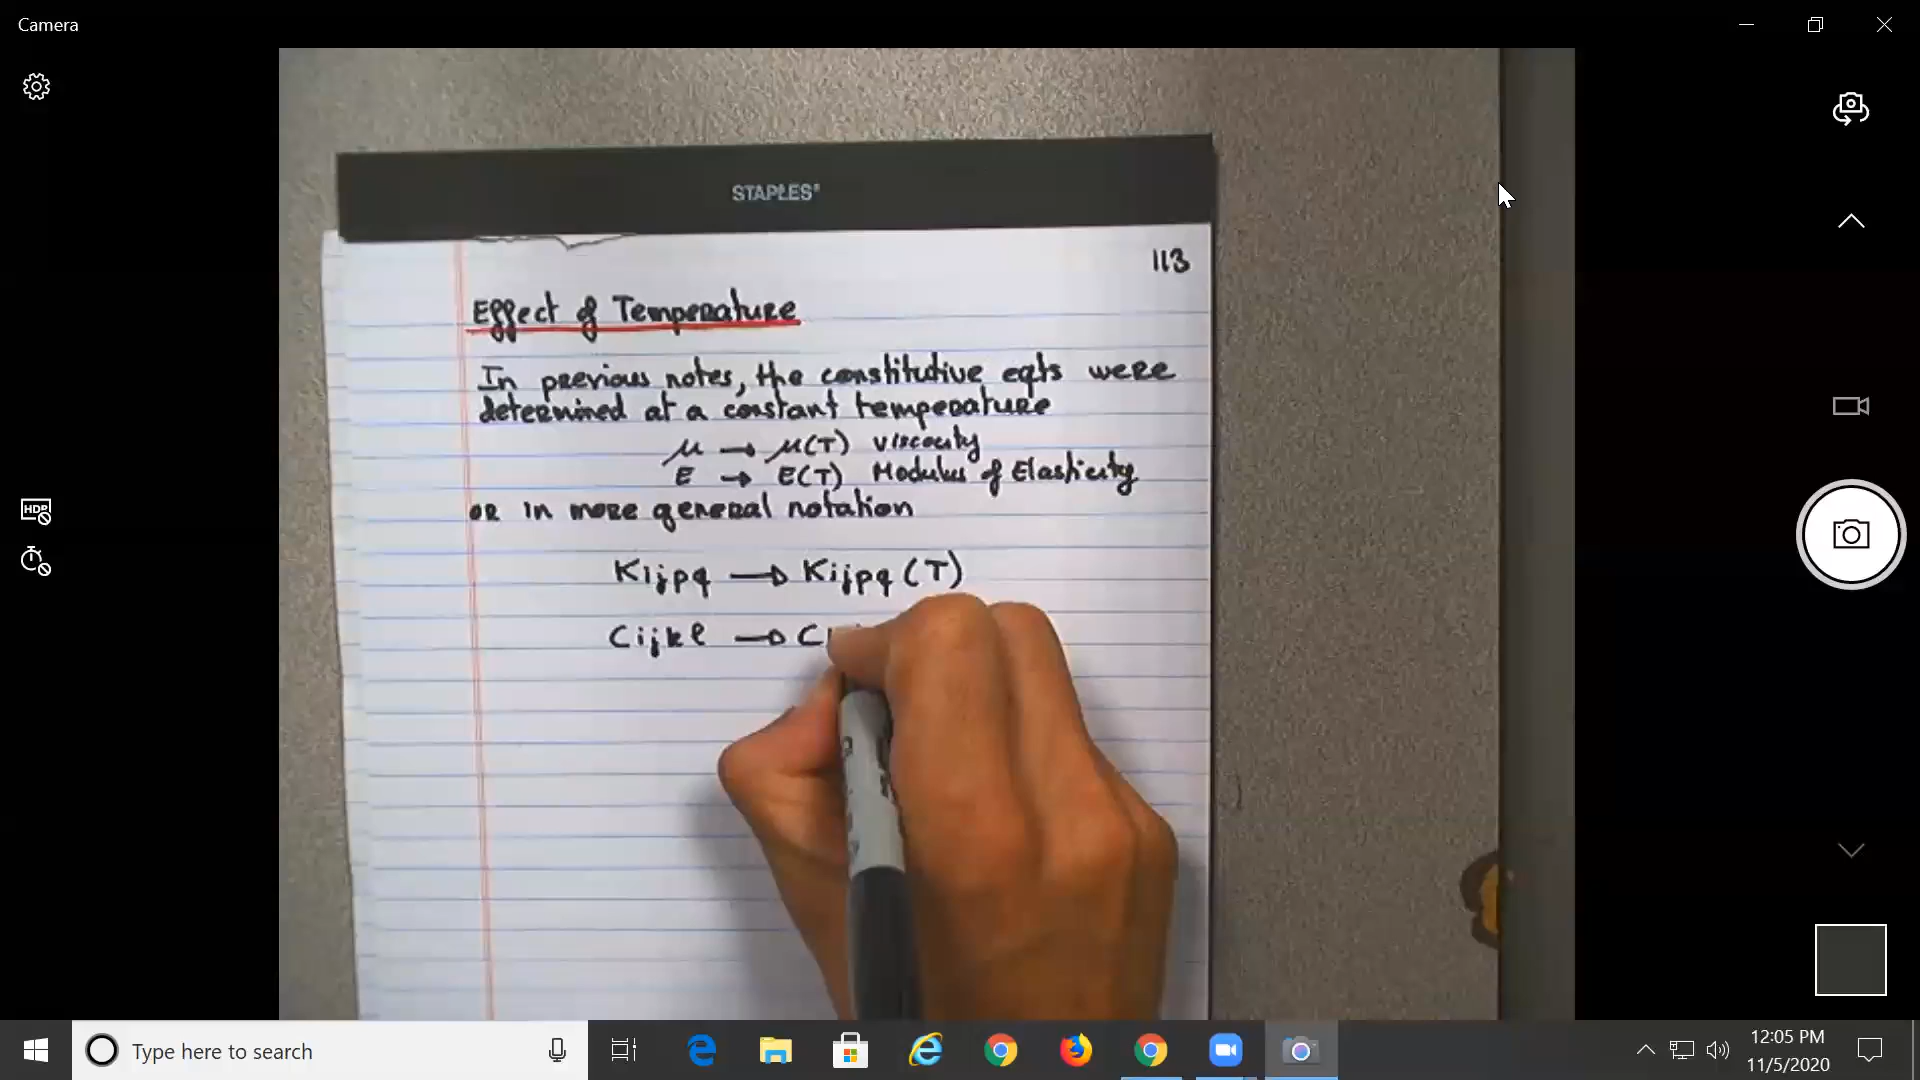 Camera
STAPLES
113
Effect of Temperature
In previous notes, the constitutive eqts were
determined at a constant temperature
μ → μ(T) viscosity
E → E(T) Modulus of Elasticity
or in more general notation
Kijpq → Kijpq (T)
Cijkl → C
HDR
Type here to search
12:05 PM
11/5/2020